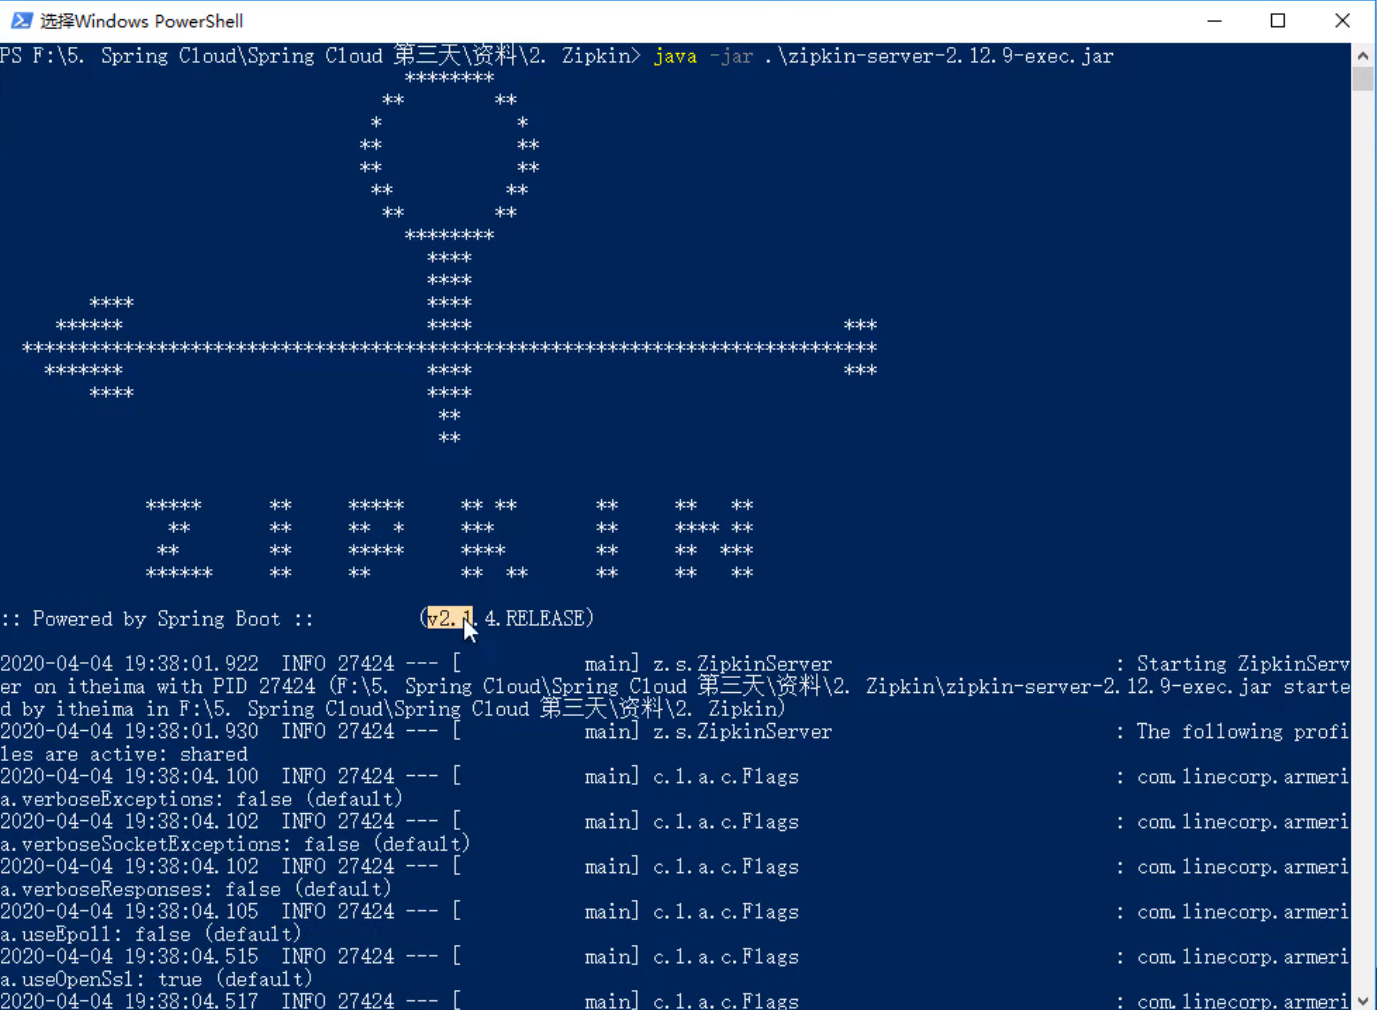 选择Windows PowerShell
PS F:\5. Spring Cloud\Spring Cloud 第三天\资料\2. Zipkin> java -jar .\zipkin-server-2.12.9-exec.jar
********
** **
* *
** **
** **
** **
** **
********
****
****
**** ****
****** **** ***
****************************************************************************
******* **** ***
**** ****
**
**
***** ** ***** ** ** ** ** **
** ** ** * *** ** **** **
** ** ***** **** ** ** ***
****** ** ** ** ** ** ** **
:: Powered by Spring Boot :: (v2.1.4.RELEASE)
2020-04-04 19:38:01.922 INFO 27424 --- [ main] z.s.ZipkinServer : Starting ZipkinServ
er on itheima with PID 27424 (F:\5. Spring Cloud\Spring Cloud 第三天\资料\2. Zipkin\zipkin-server-2.12.9-exec.jar starte
d by itheima in F:\5. Spring Cloud\Spring Cloud 第三天\资料\2. Zipkin)
2020-04-04 19:38:01.930 INFO 27424 --- [ main] z.s.ZipkinServer : The following profi
les are active: shared
2020-04-04 19:38:04.100 INFO 27424 --- [ main] c.l.a.c.Flags : com.linecorp.armeri
a.verboseExceptions: false (default)
2020-04-04 19:38:04.102 INFO 27424 --- [ main] c.l.a.c.Flags : com.linecorp.armeri
a.verboseSocketExceptions: false (default)
2020-04-04 19:38:04.102 INFO 27424 --- [ main] c.l.a.c.Flags : com.linecorp.armeri
a.verboseResponses: false (default)
2020-04-04 19:38:04.105 INFO 27424 --- [ main] c.l.a.c.Flags : com.linecorp.armeri
a.useEpoll: false (default)
2020-04-04 19:38:04.515 INFO 27424 --- [ main] c.l.a.c.Flags : com.linecorp.armeri
a.useOpenSsl: true (default)
2020-04-04 19:38:04.517 INFO 27424 --- [ main] c.l.a.c.Flags : com.linecorp.armeri